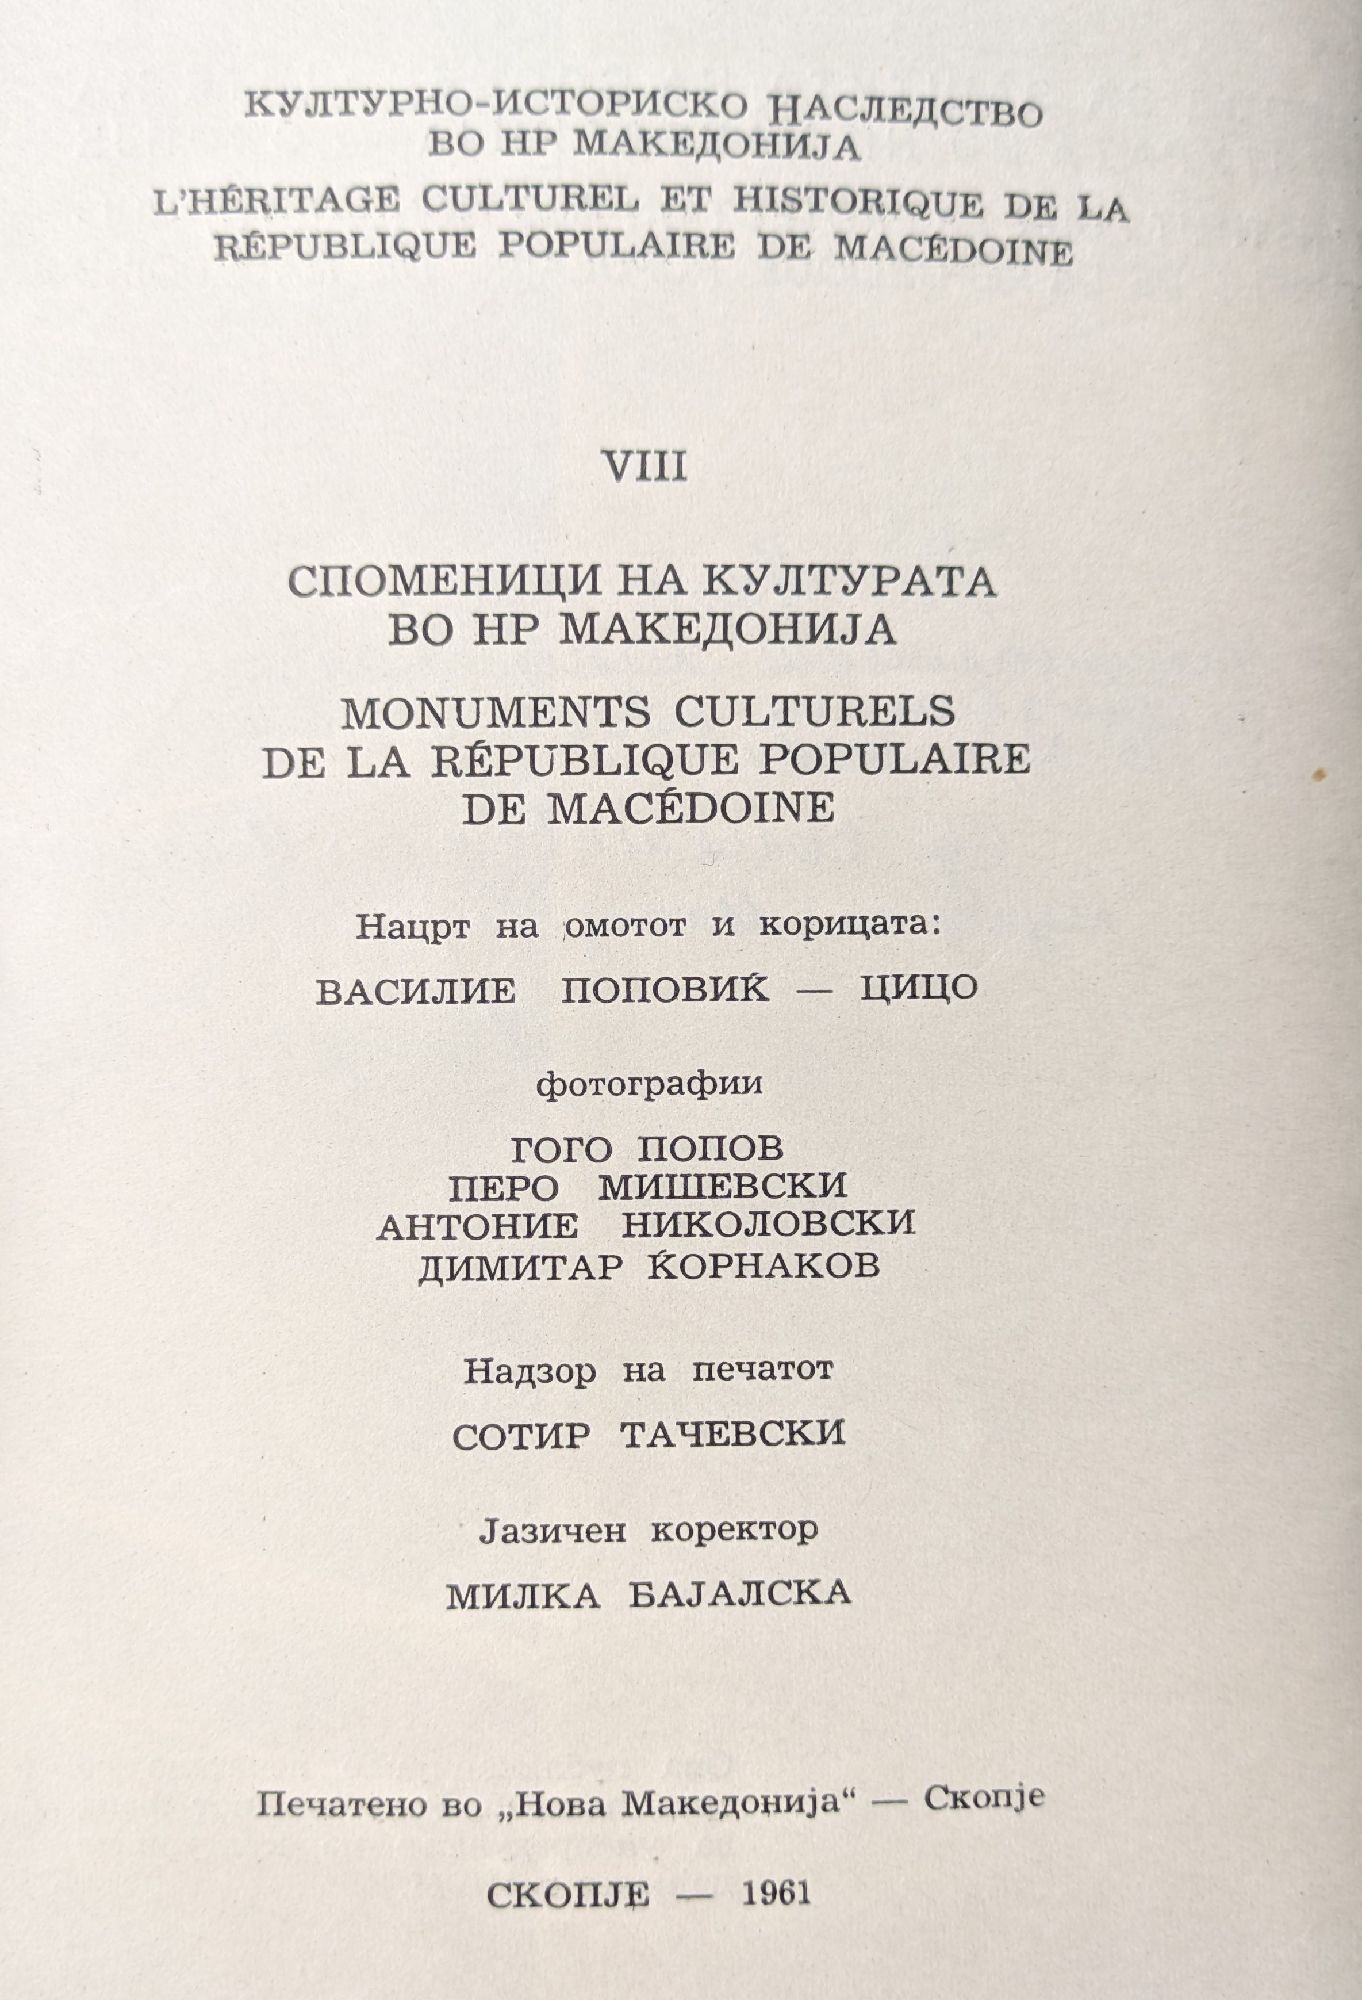 КУЛТУРНО-ИСТОРИСКО НАСЛЕДСТВО
ВО НР МАКЕДОНИЈА
L'HÉRITAGE CULTUREL ET HISTORIQUE DE LA
RÉPUBLIQUE POPULAIRE DE MACÉDOINE
VIII
СПОМЕНИЦИ НА КУЛТУРАТА
ВО НР МАКЕДОНИЈА
MONUMENTS CULTURELS
DE LA RÉPUBLIQUE POPULAIRE
DE MACÉDOINE
Нацрт на омотот и корицата:
ВАСИЛИЕ ПОПОВИЌ — ЦИЦО
фотографии
ГОГО ПОПОВ
ПЕРО МИШЕВСКИ
АНТОНИЕ НИКОЛОВСКИ
ДИМИТАР ЌОРНАКОВ
Надзор на печатот
СОТИР ТАЧЕВСКИ
Јазичен коректор
МИЛКА БАЈАЛСКА
Печатено во „Нова Македонија“ — Скопје
СКОПЈЕ — 1961